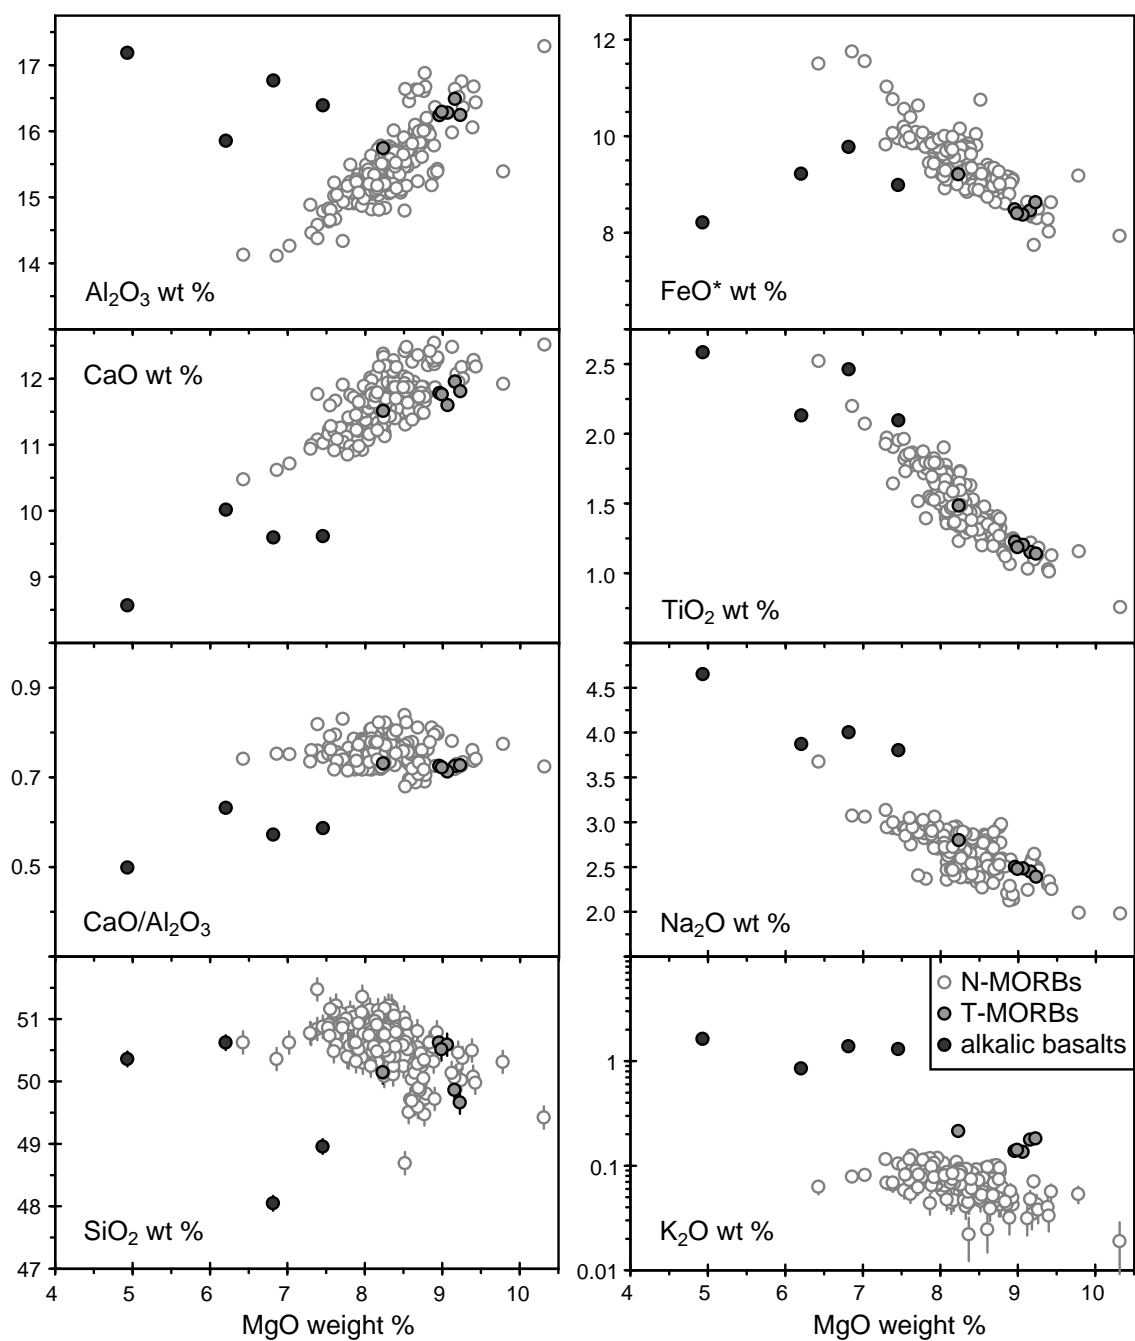 17
16
15
14
Al₂O₃ wt %
12
10
8
FeO* wt %
CaO wt %
12
11
10
9
2.5
2.0
1.5
1.0
TiO₂ wt %
0.9
0.7
0.5
CaO/Al₂O₃
4.5
4.0
3.5
3.0
2.5
2.0
Na₂O wt %
51
50
49
48
47
SiO₂ wt %
4 5 6 7 8 9 10
MgO weight %
N-MORBs
T-MORBs
alkalic basalts
1
0.1
0.01
K₂O wt %
4 5 6 7 8 9 10
MgO weight %